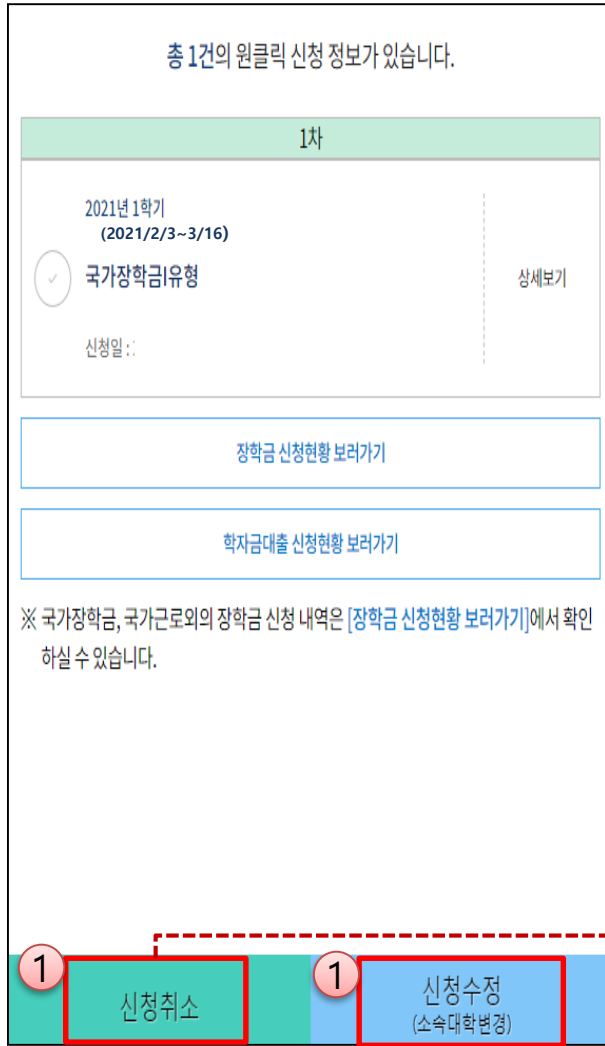 총 1건의 원클릭 신청 정보가 있습니다.
1차
2021년 1학기
(2021/2/3~3/16)
국가장학금I유형
상세보기
신청일 :
장학금 신청현황 보러가기
학자금대출 신청현황 보러가기
※ 국가장학금, 국가근로외의 장학금 신청 내역은 [장학금 신청현황 보러가기]에서 확인
하실 수 있습니다.
1
신청취소
1
신청수정
(소속대학변경)